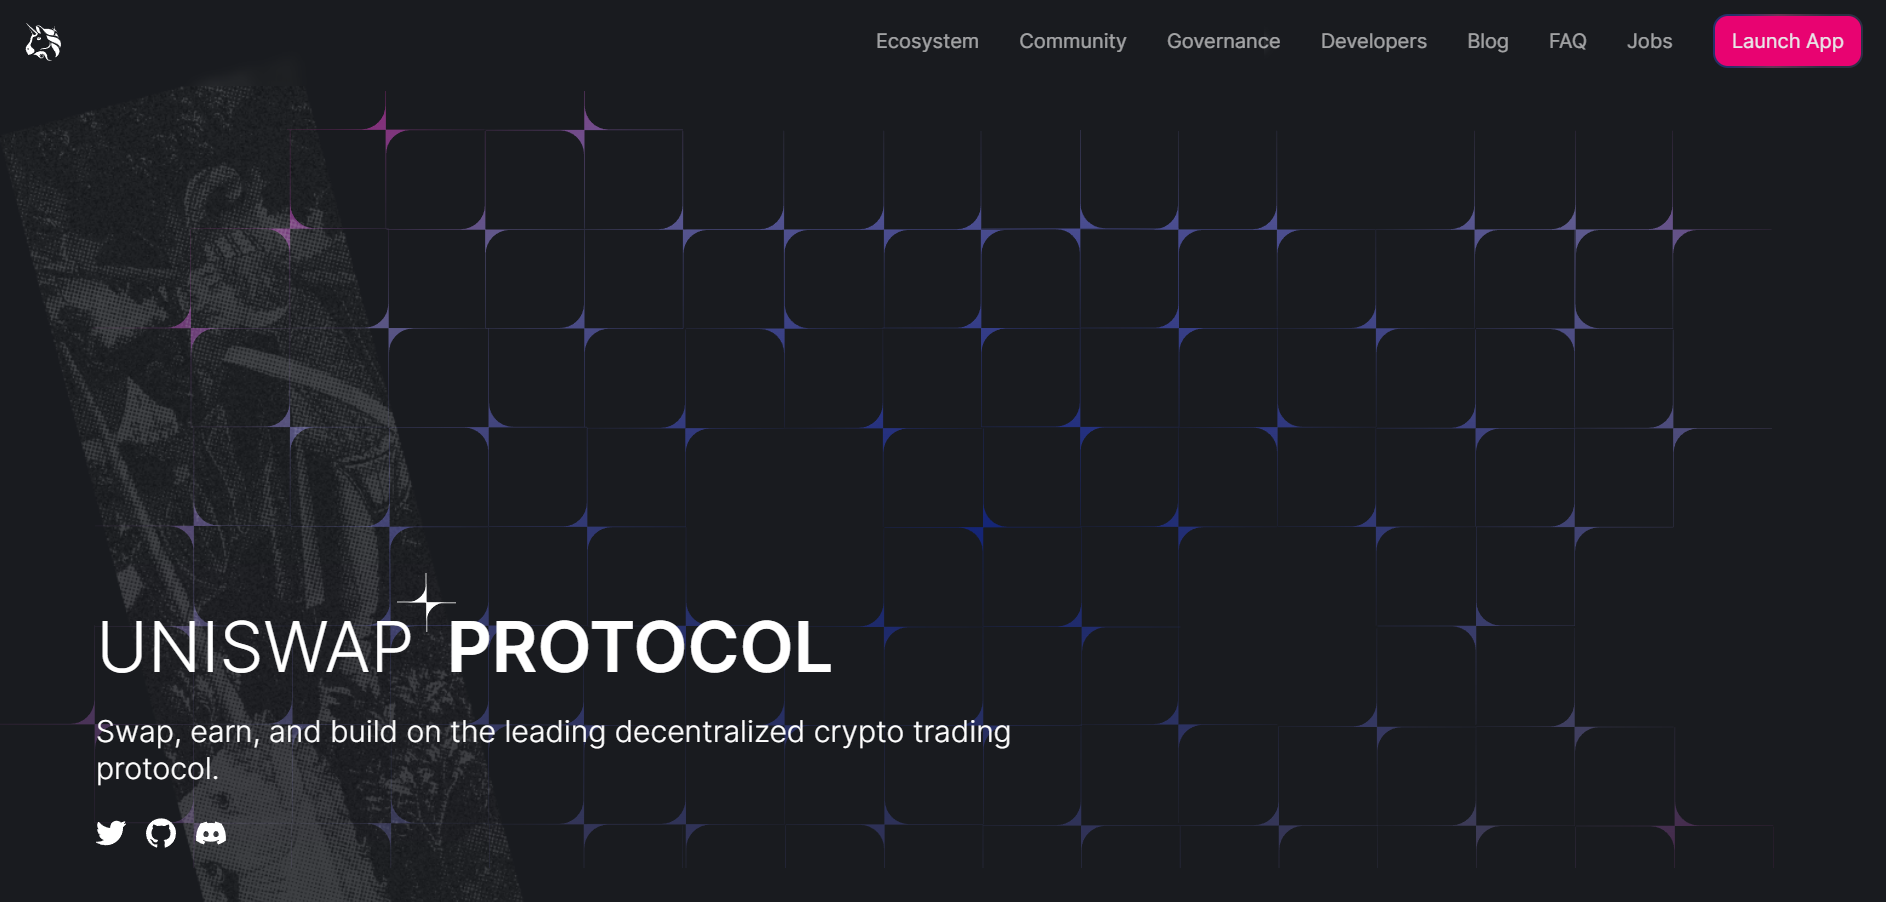 Ecosystem
Community
Governance
Developers
Blog
FAQ
Jobs
Launch App
UNISWAP PROTOCOL
Swap, earn, and build on the leading decentralized crypto trading
protocol.